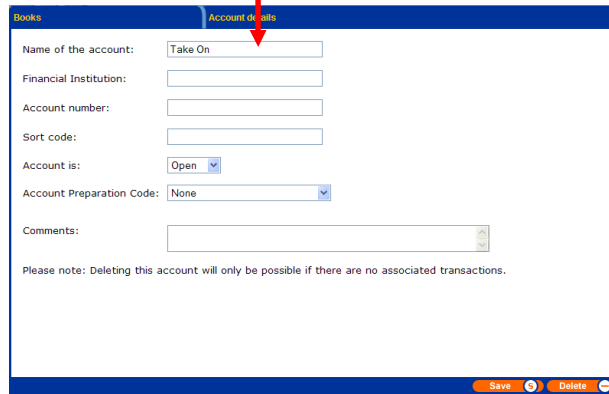 Books Account details
Name of the account: Take On
Financial Institution:
Account number:
Sort code:
Account is: Open
Account Preparation Code: None
Comments:
Please note: Deleting this account will only be possible if there are no associated transactions.
Save S Delete